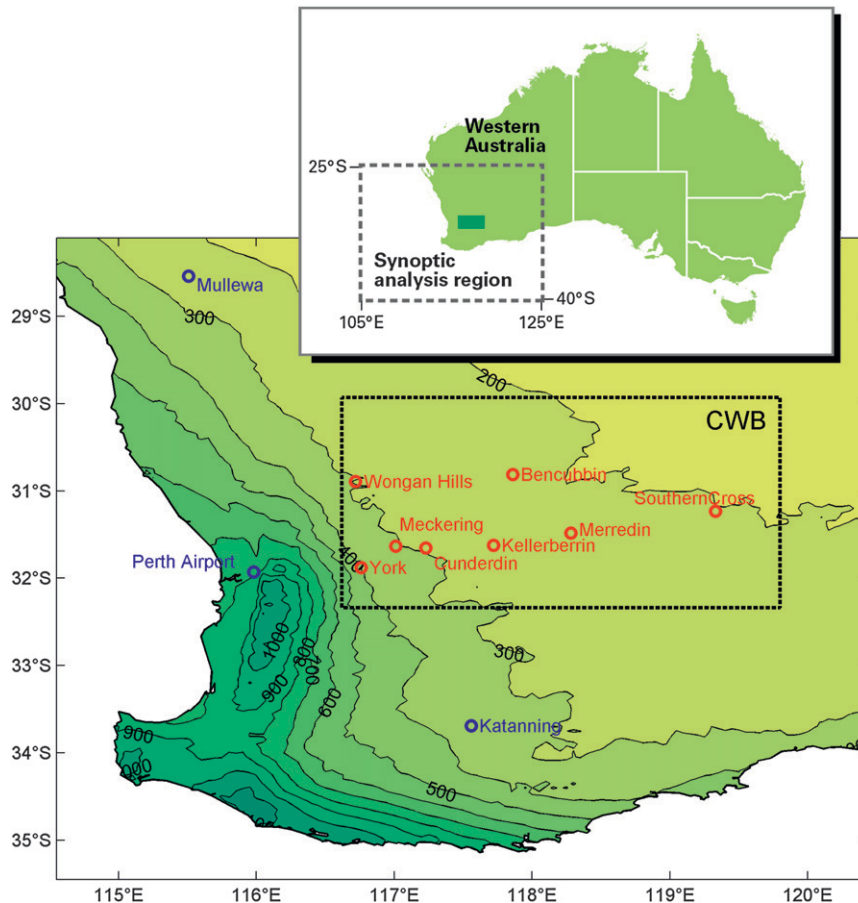 Western
Australia
25°S
Synoptic
analysis region
40°S
105°E
125°E
Mullewa
29°S
300
200
30°S
CWB
Wongan Hills
Bencubbin
31°S
SouthernCross
Meckering
Merredin
Kellerberrin
400
Perth Airport
Cunderdin
32°S
York
1000
800
300
700
33°S
900
600
Katanning
900
34°S
500
35°S
115°E
116°E
117°E
118°E
119°E
120°E